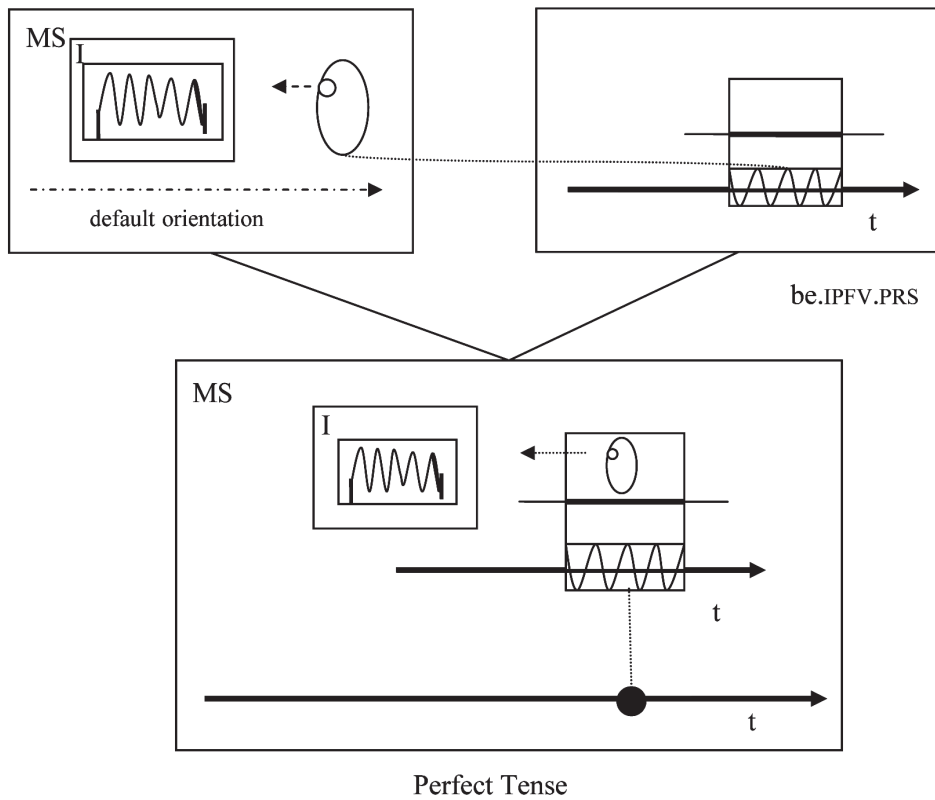 MS
I
default orientation
t
be.IPFV.PRS
MS
I
t
t
Perfect Tense